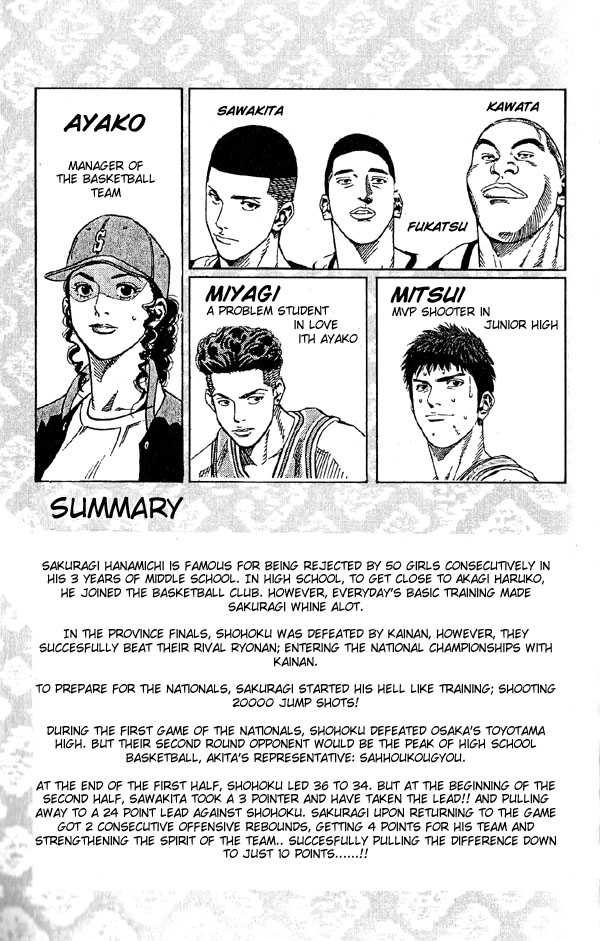 AYAKO
MANAGER OF
THE BASKETBALL
TEAM
S
SAWAKITA
KAWATA
FUKATSU
MIYAGI
A PROBLEM STUDENT
IN LOVE
ITH AYAKO
MITSUI
MVP SHOOTER IN
JUNIOR HIGH
SUMMARY
SAKURAGI HANAMICHI IS FAMOUS FOR BEING REJECTED BY 50 GIRLS CONSECUTIVELY IN
HIS 3 YEARS OF MIDDLE SCHOOL. IN HIGH SCHOOL, TO GET CLOSE TO AKAGI HARUKO,
HE JOINED THE BASKETBALL CLUB. HOWEVER, EVERYDAY'S BASIC TRAINING MADE
SAKURAGI WHINE ALOT.
IN THE PROVINCE FINALS, SHOHOKU WAS DEFEATED BY KAINAN, HOWEVER, THEY
SUCCESFULLY BEAT THEIR RIVAL RYONAN; ENTERING THE NATIONAL CHAMPIONSHIPS WITH
KAINAN.
TO PREPARE FOR THE NATIONALS, SAKURAGI STARTED HIS HELL LIKE TRAINING; SHOOTING
20000 JUMP SHOTS!
DURING THE FIRST GAME OF THE NATIONALS, SHOHOKU DEFEATED OSAKA'S TOYOTAMA
HIGH. BUT THEIR SECOND ROUND OPPONENT WOULD BE THE PEAK OF HIGH SCHOOL
BASKETBALL, AKITA'S REPRESENTATIVE: SAHHOUKOUGYOU.
AT THE END OF THE FIRST HALF, SHOHOKU LED 36 TO 34. BUT AT THE BEGINNING OF THE
SECOND HALF, SAWAKITA TOOK A 3 POINTER AND HAVE TAKEN THE LEAD!! AND PULLING
AWAY TO A 24 POINT LEAD AGAINST SHOHOKU. SAKURAGI UPON RETURNING TO THE GAME
GOT 2 CONSECUTIVE OFFENSIVE REBOUNDS, GETTING 4 POINTS FOR HIS TEAM AND
STRENGTHENING THE SPIRIT OF THE TEAM.. SUCCESFULLY PULLING THE DIFFERENCE DOWN
TO JUST 10 POINTS......!!